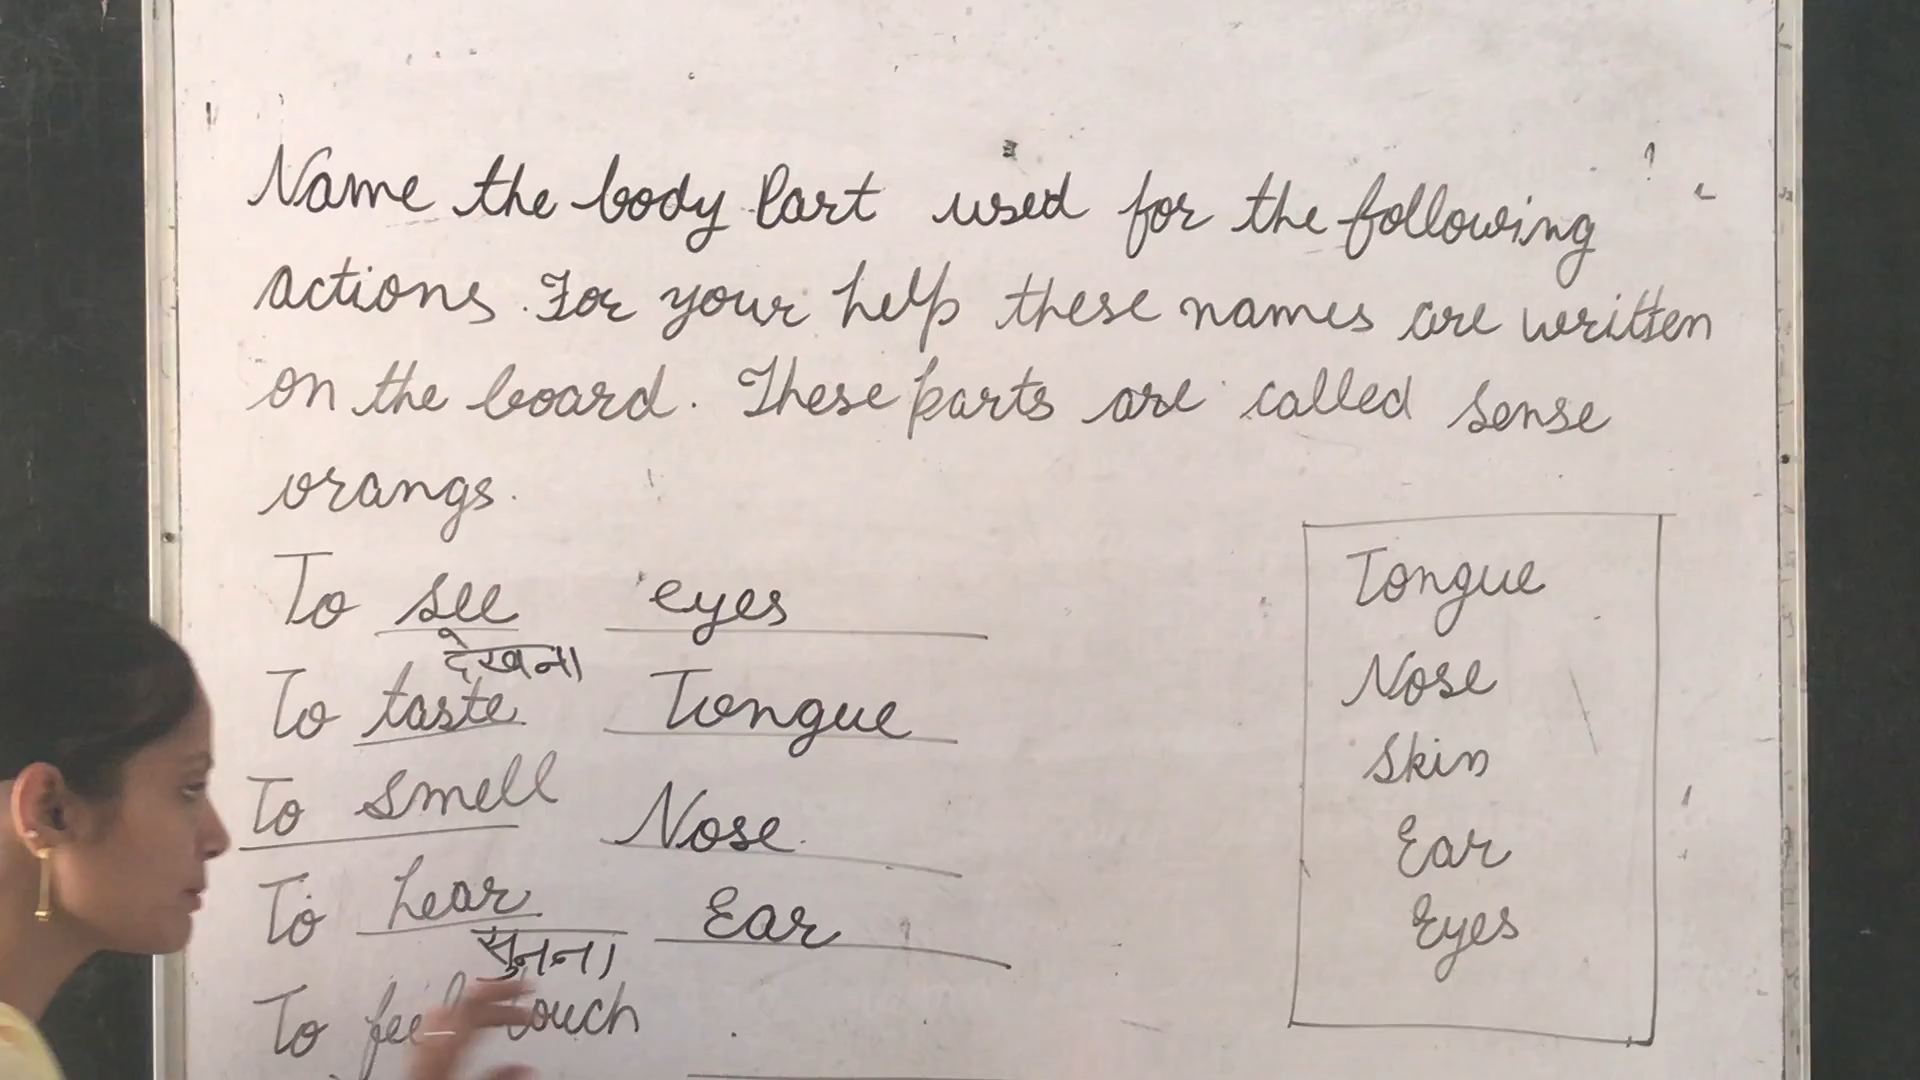 Name the body Part used for the following
actions. For your help these names are written
on the board. These parts are called sense
orangs.
To see eyes
देखना
To taste Tongue
To smell Nose
To hear Ear
सुनना
To touch
Tongue
Nose
Skin
Ear
Eyes